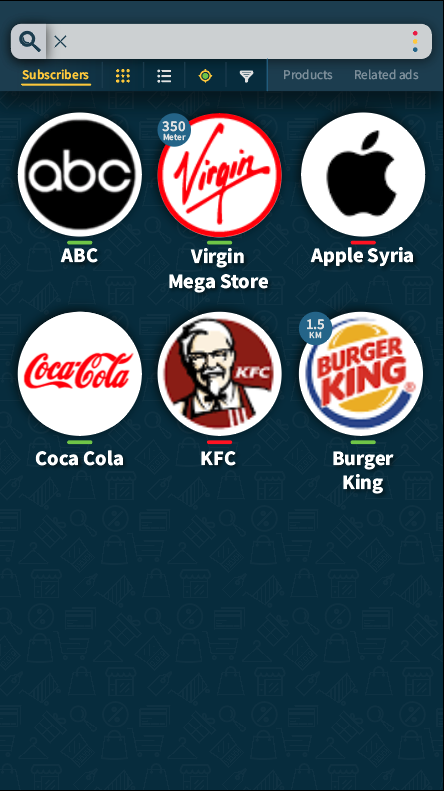 Subscribers
Products
Related ads
abc
350
Meter
Virgin
ABC
Virgin
Mega Store
Apple Syria
Coca-Cola
KFC
1.5
KM
BURGER
KING
®
Coca Cola
KFC
Burger
King